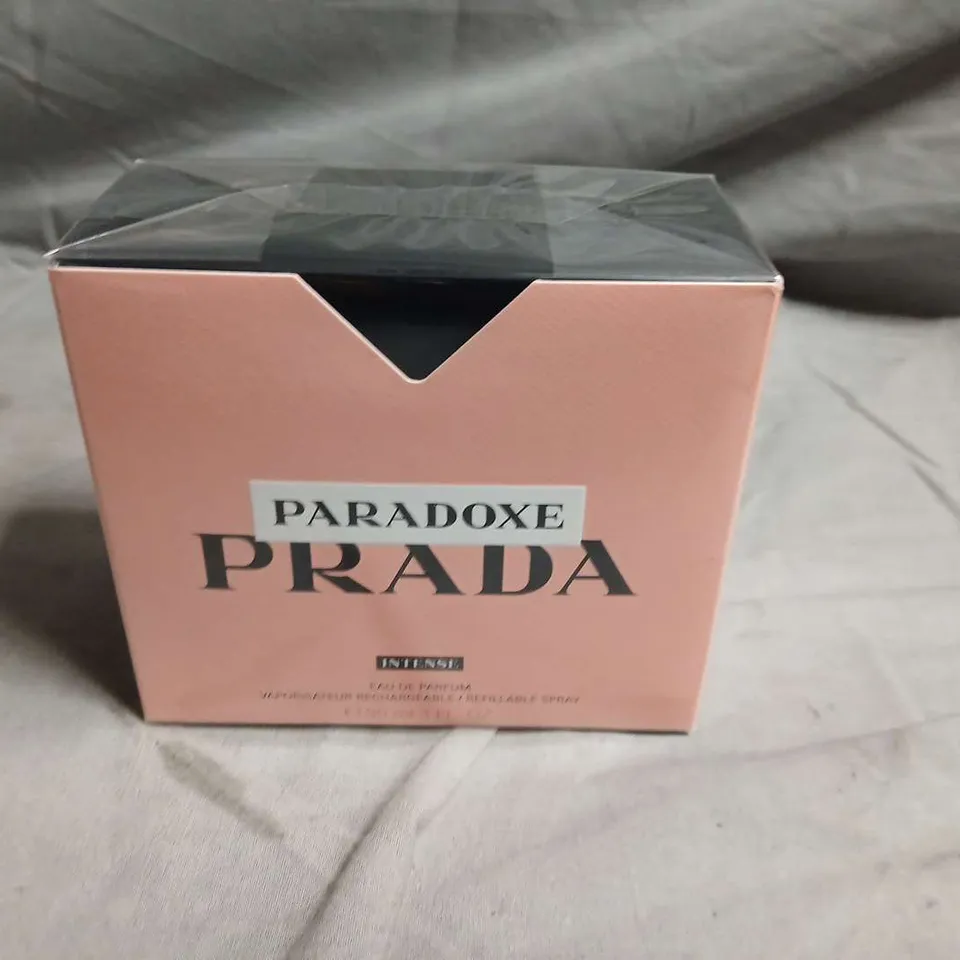 PARADOXE
PRADA
INTENSE
EAU DE PARFUM
VAPORISATEUR RECHARGEABLE / REFILLABLE SPRAY